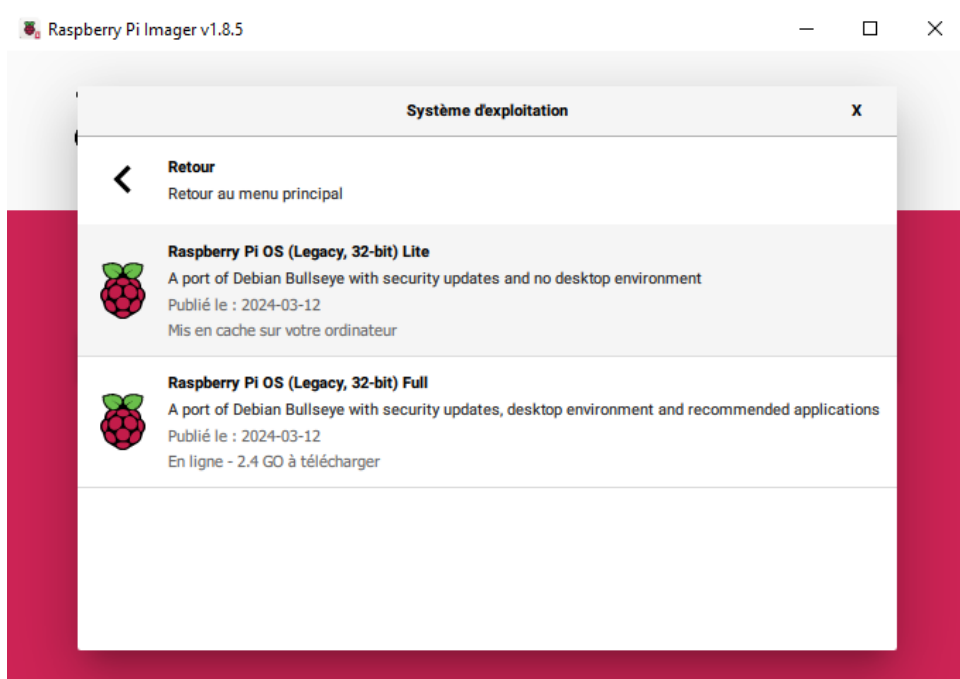 Raspberry Pi Imager v1.8.5
Système d'exploitation
X
Retour
Retour au menu principal
Raspberry Pi OS (Legacy, 32-bit) Lite
A port of Debian Bullseye with security updates and no desktop environment
Publié le : 2024-03-12
Mis en cache sur votre ordinateur
Raspberry Pi OS (Legacy, 32-bit) Full
A port of Debian Bullseye with security updates, desktop environment and recommended applications
Publié le : 2024-03-12
En ligne - 2.4 GO à télécharger